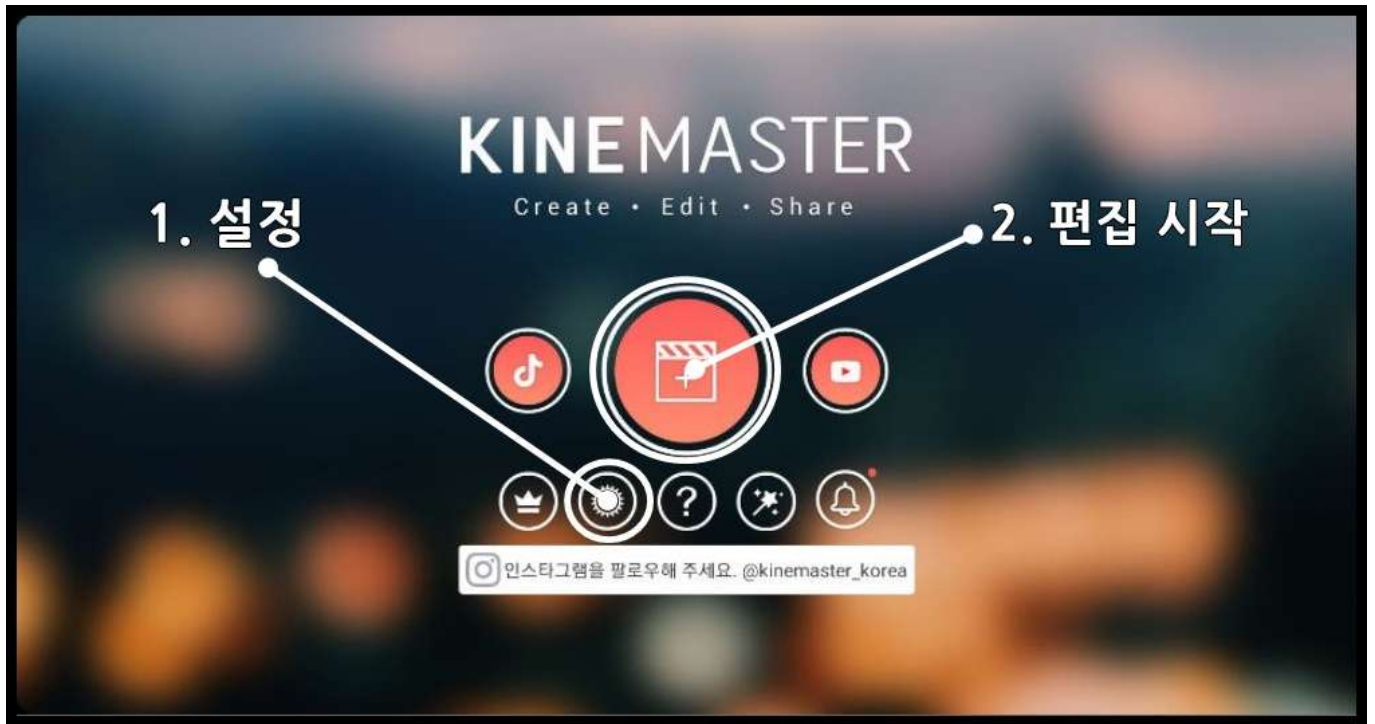 KINEMASTER
Create • Edit • Share
1. 설정
2. 편집 시작
?
인스타그램을 팔로우해 주세요. @kinemaster_korea